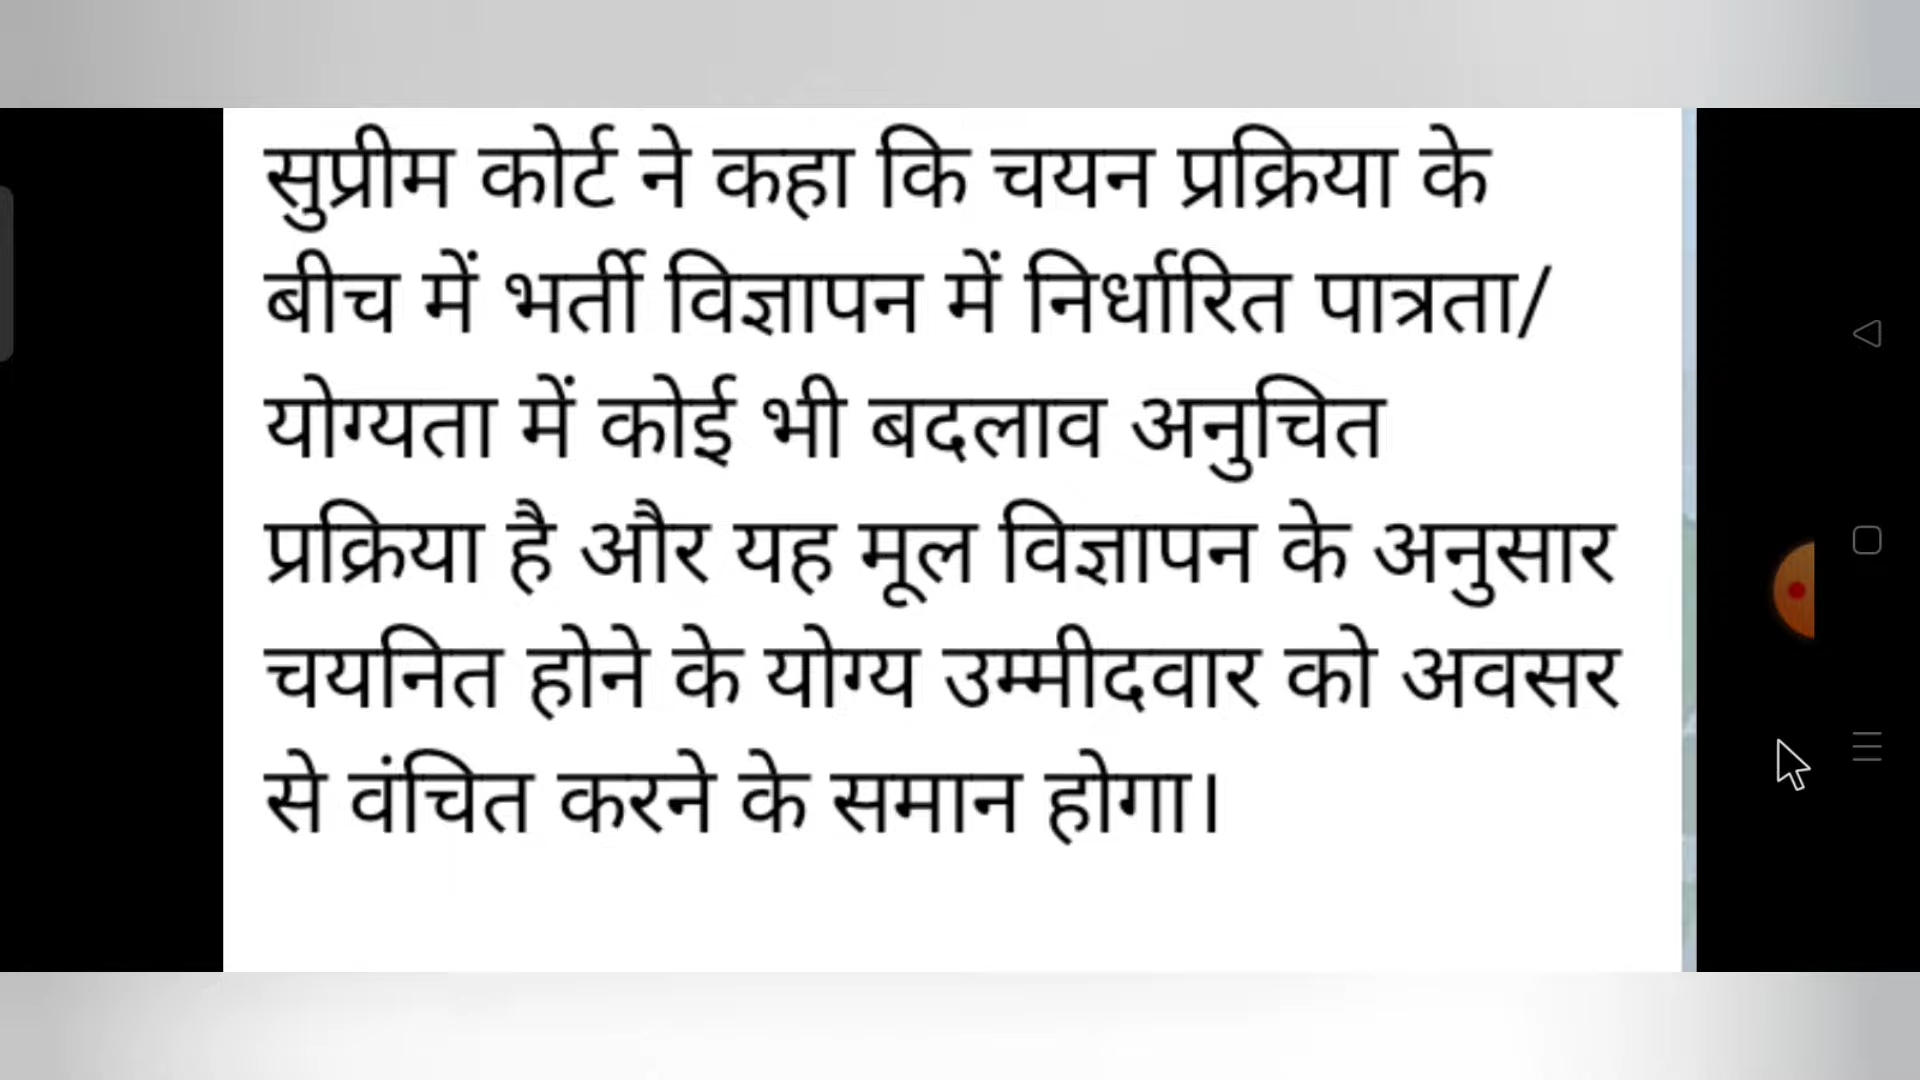 सुप्रीम कोर्ट ने कहा कि चयन प्रक्रिया के
बीच में भर्ती विज्ञापन में निर्धारित पात्रता/
योग्यता में कोई भी बदलाव अनुचित
प्रक्रिया है और यह मूल विज्ञापन के अनुसार
चयनित होने के योग्य उम्मीदवार को अवसर
से वंचित करने के समान होगा।